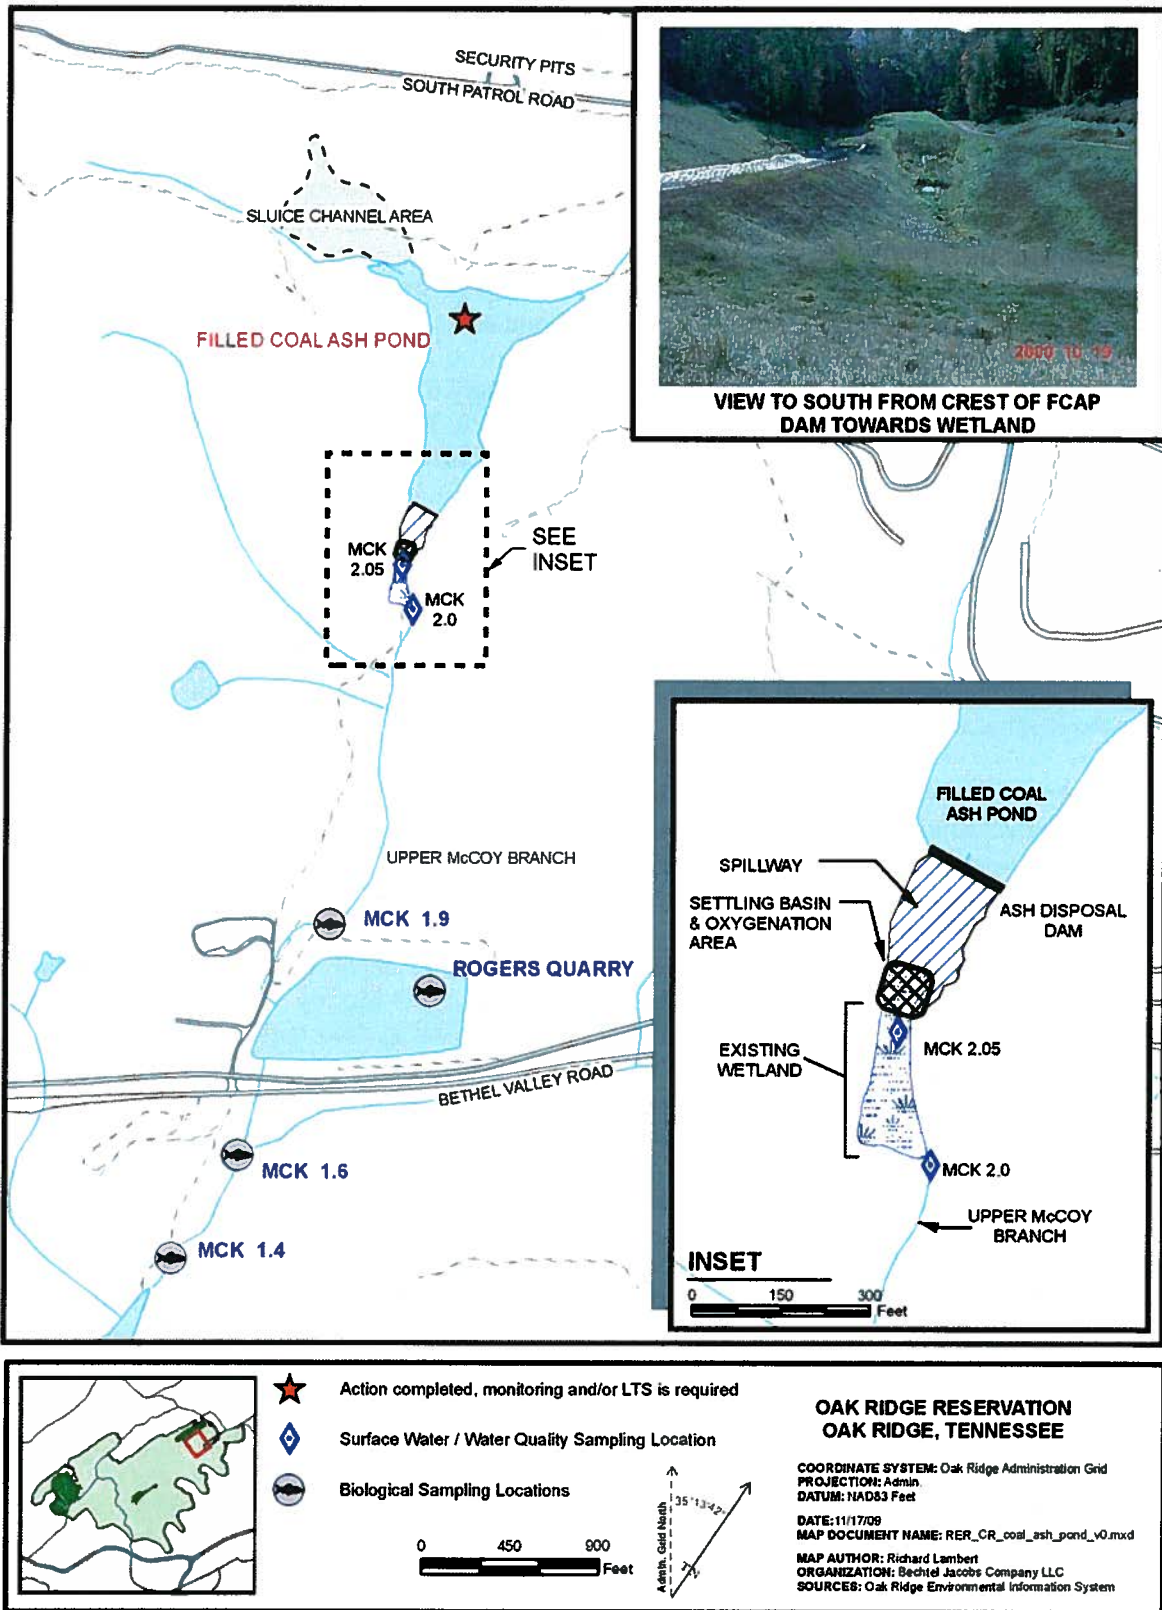 SECURITY PITS
SOUTH PATROL ROAD
SLUICE CHANNEL AREA
FILLED COAL ASH POND
2000 10 19
VIEW TO SOUTH FROM CREST OF FCAP
DAM TOWARDS WETLAND
SEE
INSET
MCK
2.05
MCK
2.0
UPPER McCOY BRANCH
MCK 1.9
ROGERS QUARRY
BETHEL VALLEY ROAD
MCK 1.6
MCK 1.4
FILLED COAL
ASH POND
SPILLWAY
SETTLING BASIN
& OXYGENATION
AREA
ASH DISPOSAL
DAM
EXISTING
WETLAND
MCK 2.05
MCK 2.0
UPPER McCOY
BRANCH
INSET
0 150 300
Feet
Action completed, monitoring and/or LTS is required
Surface Water / Water Quality Sampling Location
Biological Sampling Locations
0 450 900
Feet
Admin. Grid North
35°13'42"
OAK RIDGE RESERVATION
OAK RIDGE, TENNESSEE
COORDINATE SYSTEM: Oak Ridge Administration Grid
PROJECTION: Admin.
DATUM: NAD83 Feet
DATE: 11/17/09
MAP DOCUMENT NAME: RER_CR_coal_ash_pond_v0.mxd
MAP AUTHOR: Richard Lambert
ORGANIZATION: Bechtel Jacobs Company LLC
SOURCES: Oak Ridge Environmental Information System